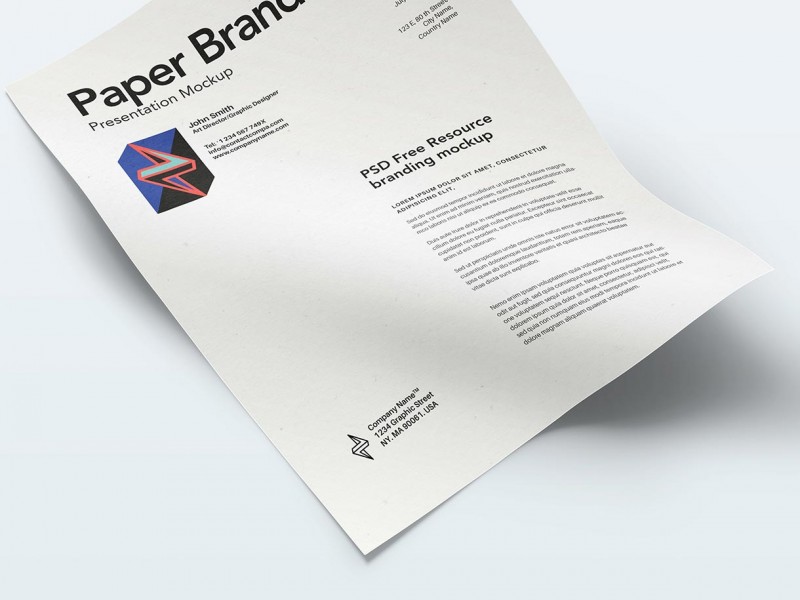 Paper Brand
Presentation Mockup
John Smith
Art Director/Graphic Designer
Tel: 1 234 567 748X
info@contactcompa.com
www.companyname.com
123 E, 80 th Street
City Name,
Country Name
PSD Free Resource
branding mockup
LOREM IPSUM DOLOR SIT AMET, CONSECTETUR
ADIPISICING ELIT,
Sed do eiusmod tempor incididunt ut labore et dolore magna
aliqua. Ut enim ad minim veniam, quis nostrud exercitation ulla-
mco laboris nisi ut aliquip ex ea commodo consequat.
Duis aute irure dolor in reprehenderit in voluptate velit esse
cillum dolore eu fugiat nulla pariatur. Excepteur sint occaecat
cupidatat non proident, sunt in culpa qui officia deserunt mollit
anim id est laborum.
Sed ut perspiciatis unde omnis iste natus error sit voluptatem ac-
cusantium doloremque laudantium, totam rem aperiam, eaque
ipsa quae ab illo inventore veritatis et quasi architecto beatae
vitae dicta sunt explicabo.
Nemo enim ipsam voluptatem quia voluptas sit aspernatur aut
odit aut fugit, sed quia consequuntur magni dolores eos qui rati-
one voluptatem sequi nesciunt. Neque porro quisquam est, qui
dolorem ipsum quia dolor sit amet, consectetur, adipisci velit,
sed quia non numquam eius modi tempora incidunt ut labore et
dolore magnam aliquam quaerat voluptatem.
Company Name™
1234 Graphic Street
NY. MA 90061. USA